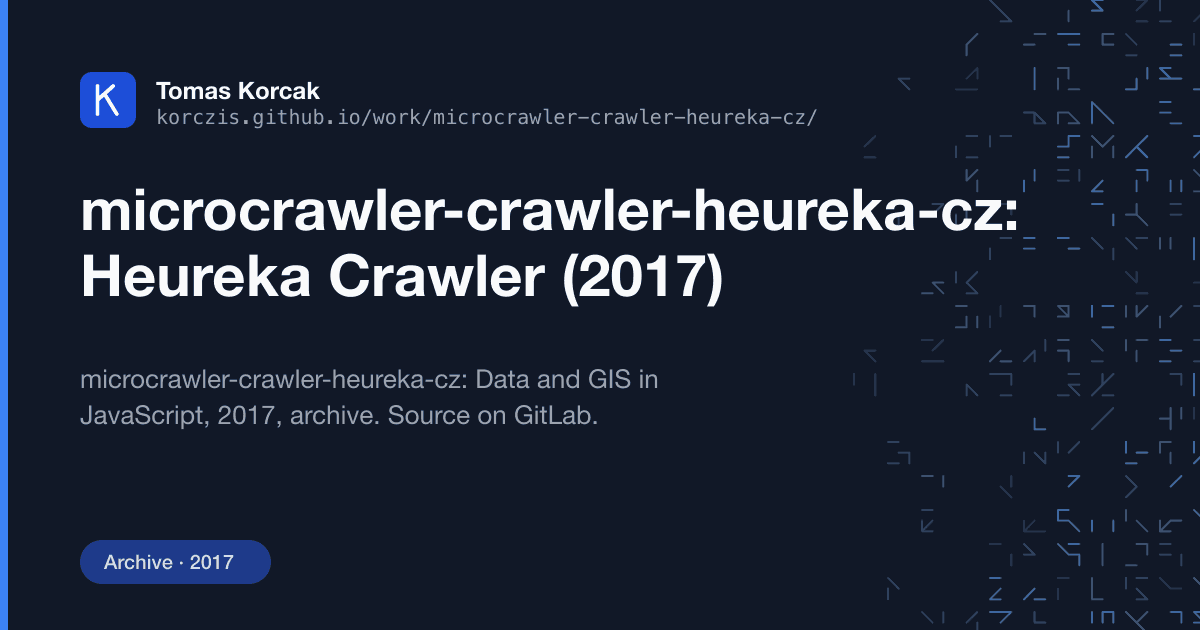 K
Tomas Korcak
korczis.github.io/work/microcrawler-crawler-heureka-cz/
microcrawler-crawler-heureka-cz:
Heureka Crawler (2017)
microcrawler-crawler-heureka-cz: Data and GIS in
JavaScript, 2017, archive. Source on GitLab.
Archive · 2017